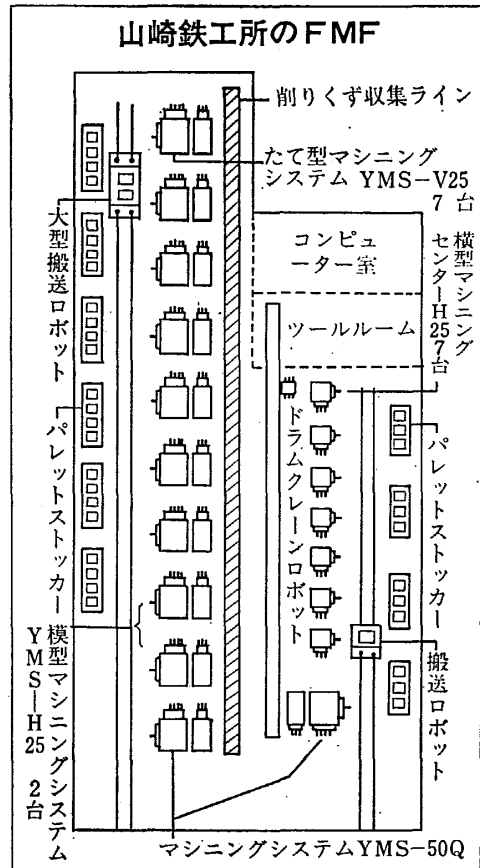 山崎鉄工所のFMF
削りくず収集ライン
たて型マシニング
システム YMS-V25
7 台
コンピュ
ーター室
ツールルーム
横型マシニング
センターH25 7台
大型搬送ロボット
パレットストッカー
ドラムクレーンロボット
パレットストッカー
搬送ロボット
模型マシニングシステム
YMS-H25 2台
マシニングシステムYMS-50Q